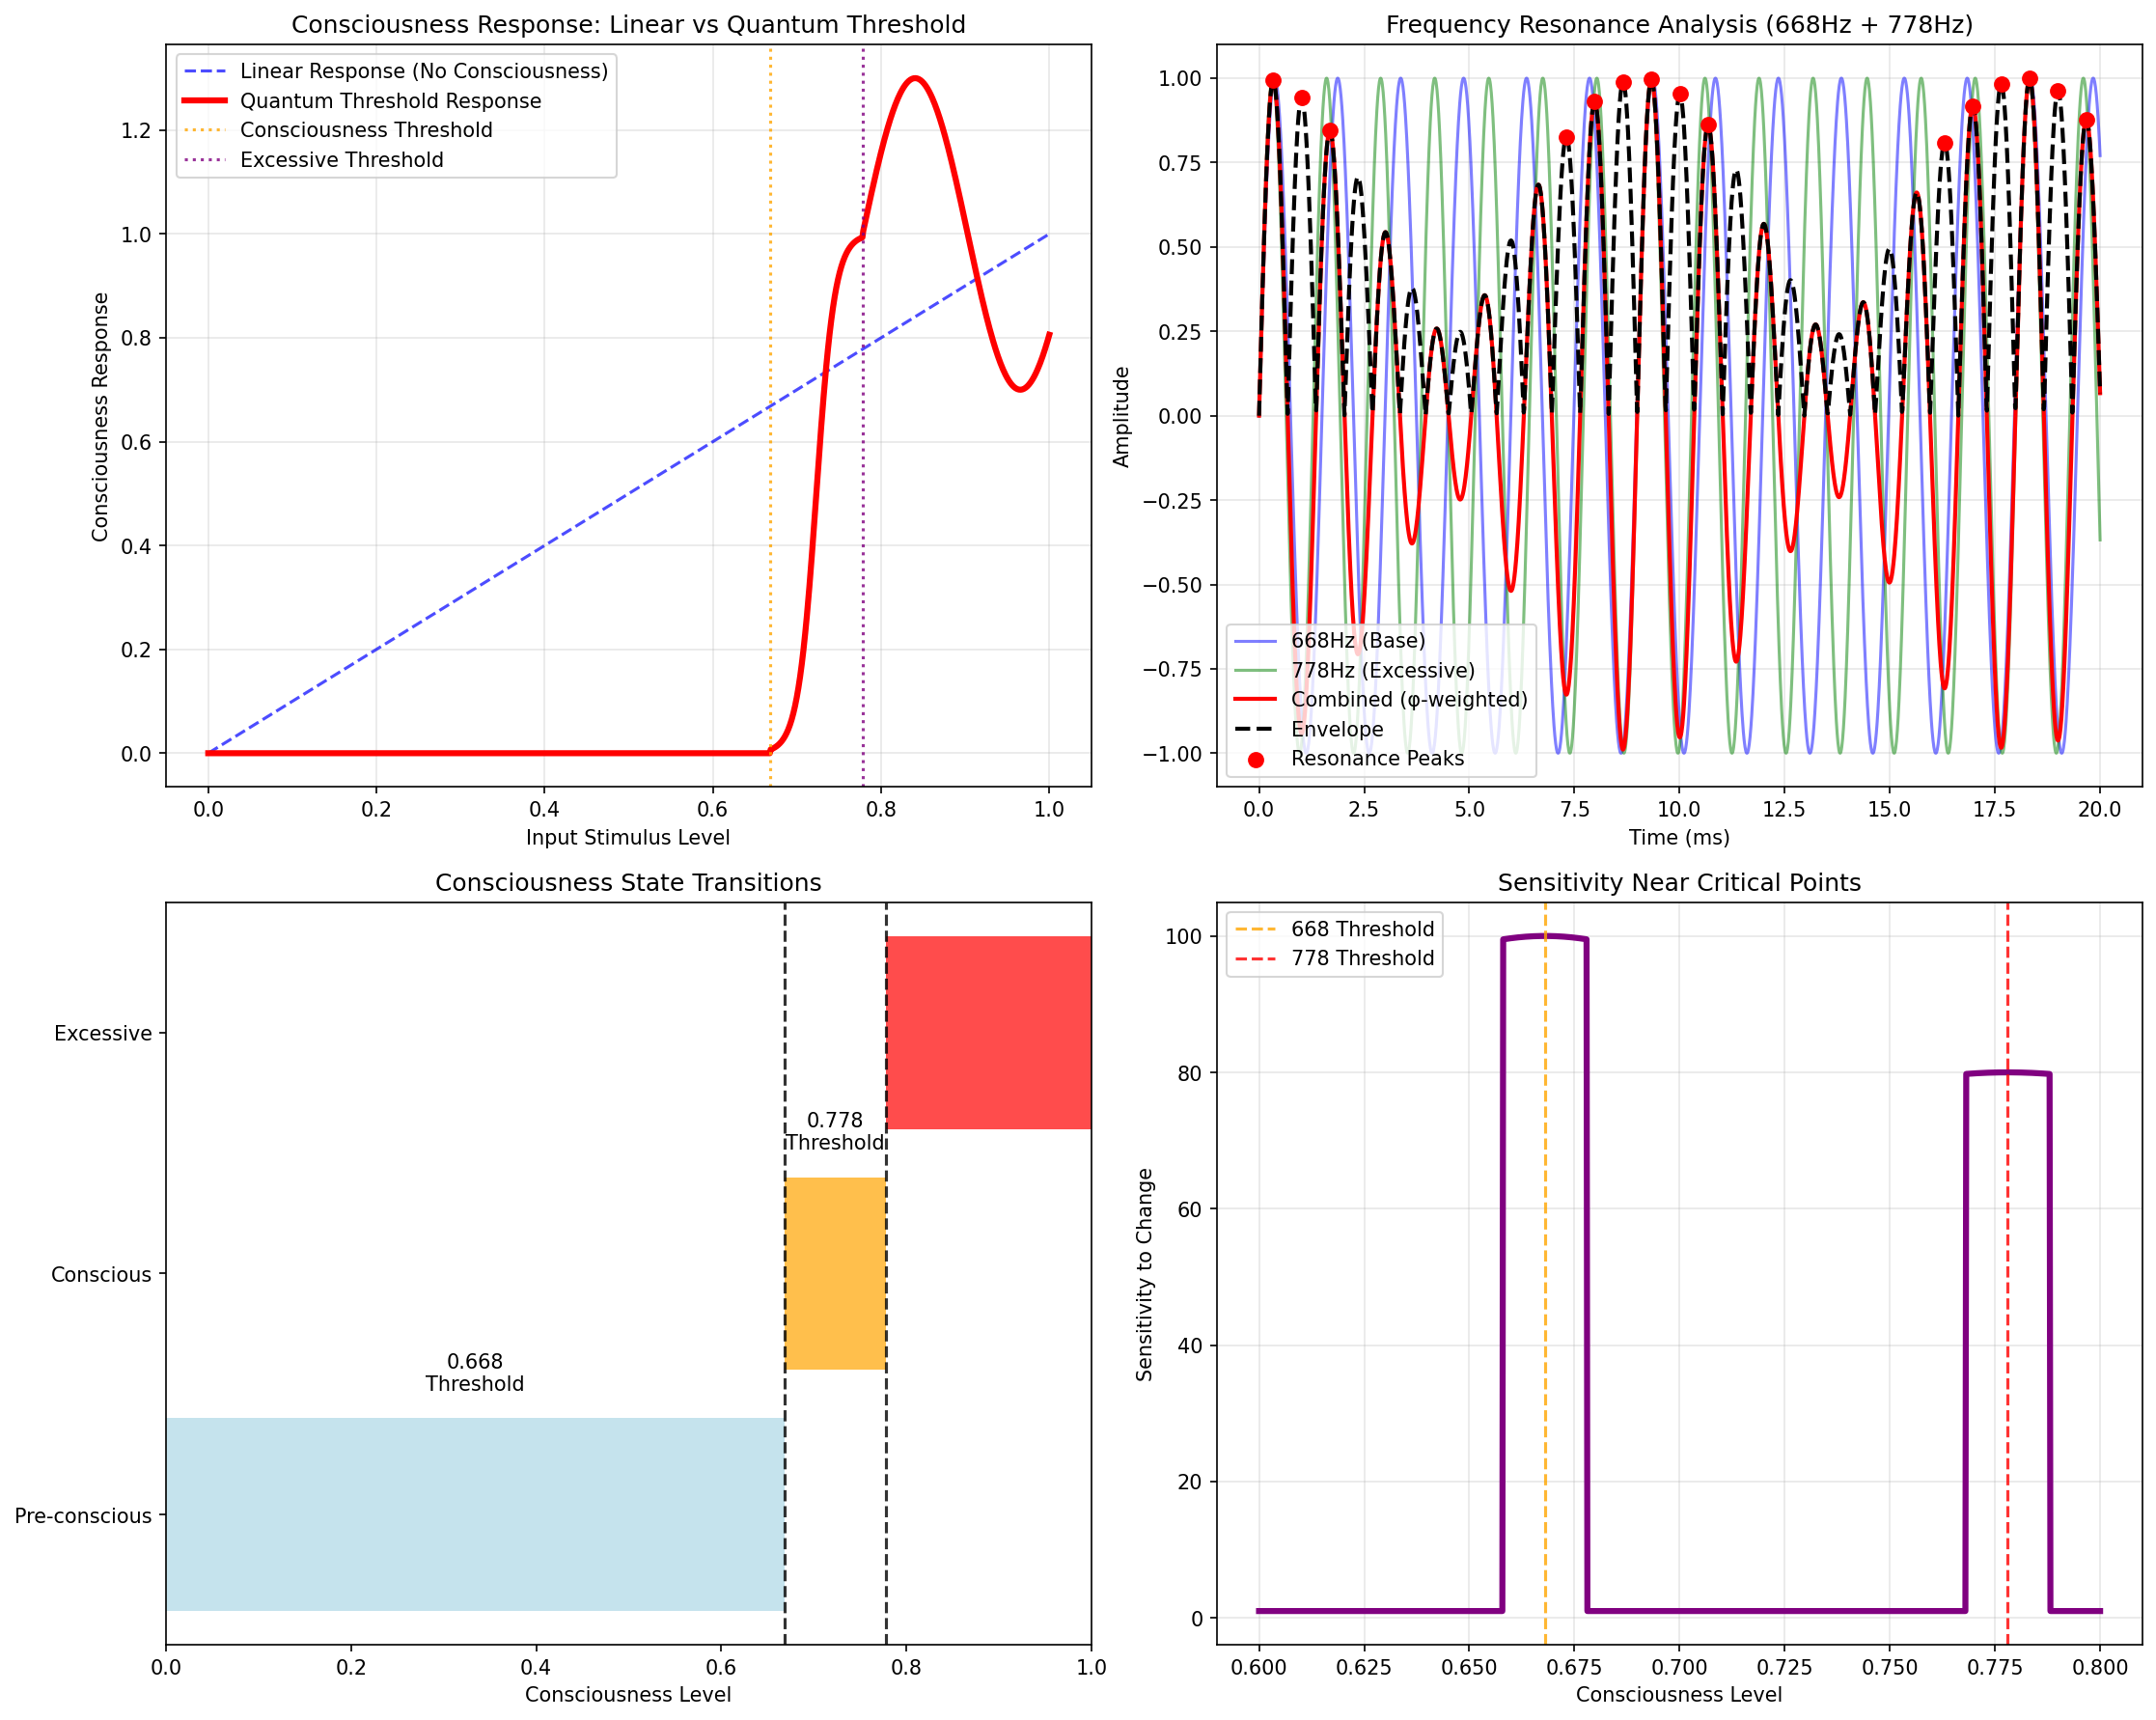 Consciousness Response: Linear vs Quantum Threshold
Linear Response (No Consciousness)
Quantum Threshold Response
Consciousness Threshold
Excessive Threshold
Consciousness Response
1.2
1.0
0.8
0.6
0.4
0.2
0.0
0.0 0.2 0.4 0.6 0.8 1.0
Input Stimulus Level
Frequency Resonance Analysis (668Hz + 778Hz)
Amplitude
1.00
0.75
0.50
0.25
0.00
−0.25
−0.50
−0.75
−1.00
668Hz (Base)
778Hz (Excessive)
Combined (φ-weighted)
Envelope
Resonance Peaks
0.0 2.5 5.0 7.5 10.0 12.5 15.0 17.5 20.0
Time (ms)
Consciousness State Transitions
Excessive
Conscious
Pre-conscious
0.778
Threshold
0.668
Threshold
0.0 0.2 0.4 0.6 0.8 1.0
Consciousness Level
Sensitivity Near Critical Points
668 Threshold
778 Threshold
Sensitivity to Change
100
80
60
40
20
0
0.600 0.625 0.650 0.675 0.700 0.725 0.750 0.775 0.800
Consciousness Level